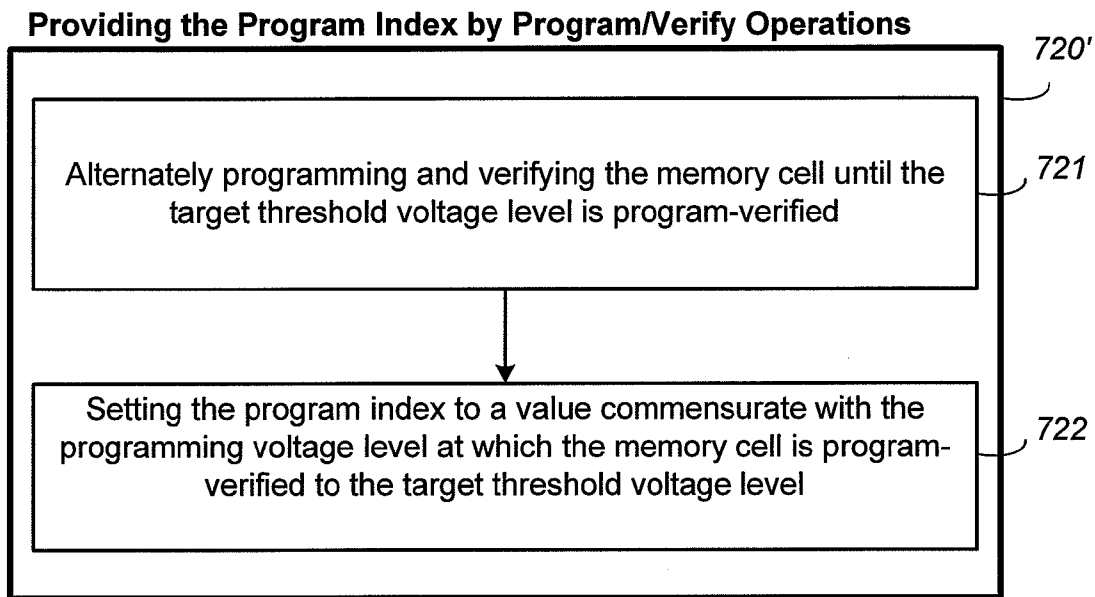 Providing the Program Index by Program/Verify Operations
720'
Alternately programming and verifying the memory cell until the
target threshold voltage level is program-verified
721
Setting the program index to a value commensurate with the
programming voltage level at which the memory cell is program-
verified to the target threshold voltage level
722